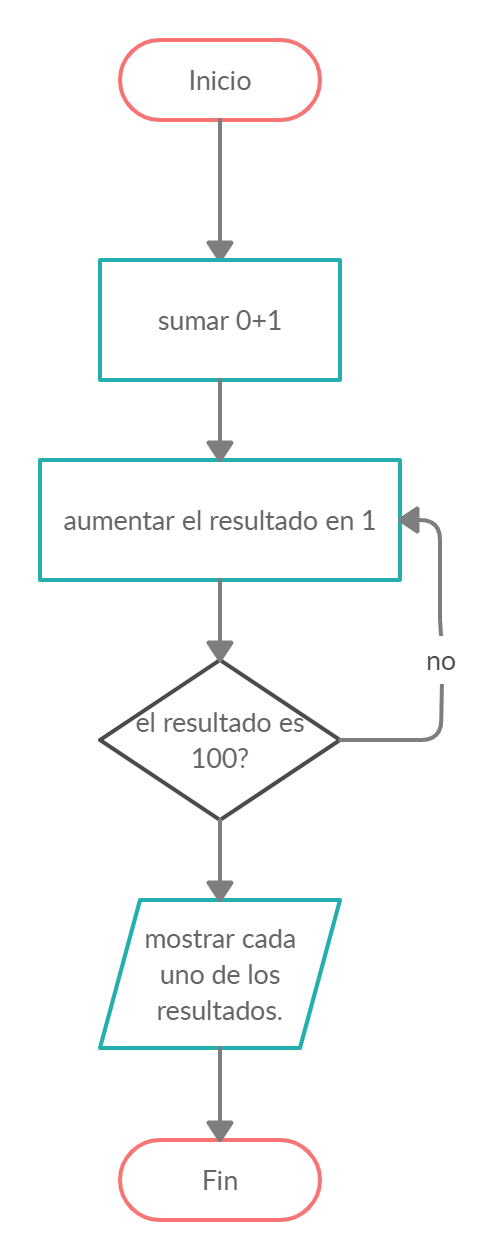 Inicio
sumar 0+1
aumentar el resultado en 1
no
el resultado es
100?
mostrar cada
uno de los
resultados.
Fin